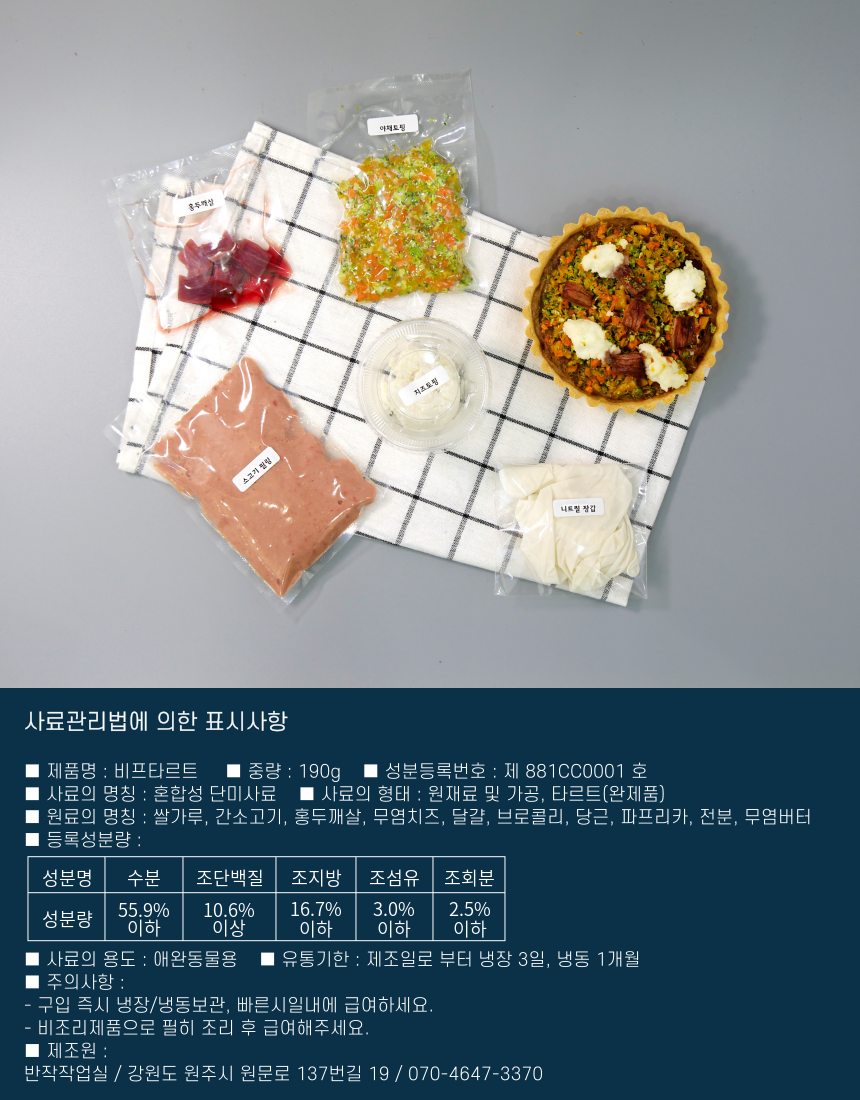 야채토핑
홍두깨살
치즈토핑
소고기 필링
니트릴 장갑
사료관리법에 의한 표시사항
■ 제품명 : 비프타르트 ■ 중량 : 190g ■ 성분등록번호 : 제 881CC0001 호
■ 사료의 명칭 : 혼합성 단미사료 ■ 사료의 형태 : 원재료 및 가공, 타르트(완제품)
■ 원료의 명칭 : 쌀가루, 간소고기, 홍두깨살, 무염치즈, 달걀, 브로콜리, 당근, 파프리카, 전분, 무염버터
■ 등록성분량 :
성분명 수분 조단백질 조지방 조섬유 조회분
성분량 55.9% 이하 10.6% 이상 16.7% 이하 3.0% 이하 2.5% 이하
■ 사료의 용도 : 애완동물용 ■ 유통기한 : 제조일로 부터 냉장 3일, 냉동 1개월
■ 주의사항 :
- 구입 즉시 냉장/냉동보관, 빠른시일내에 급여하세요.
- 비조리제품으로 필히 조리 후 급여해주세요.
■ 제조원 :
반작작업실 / 강원도 원주시 원문로 137번길 19 / 070-4647-3370